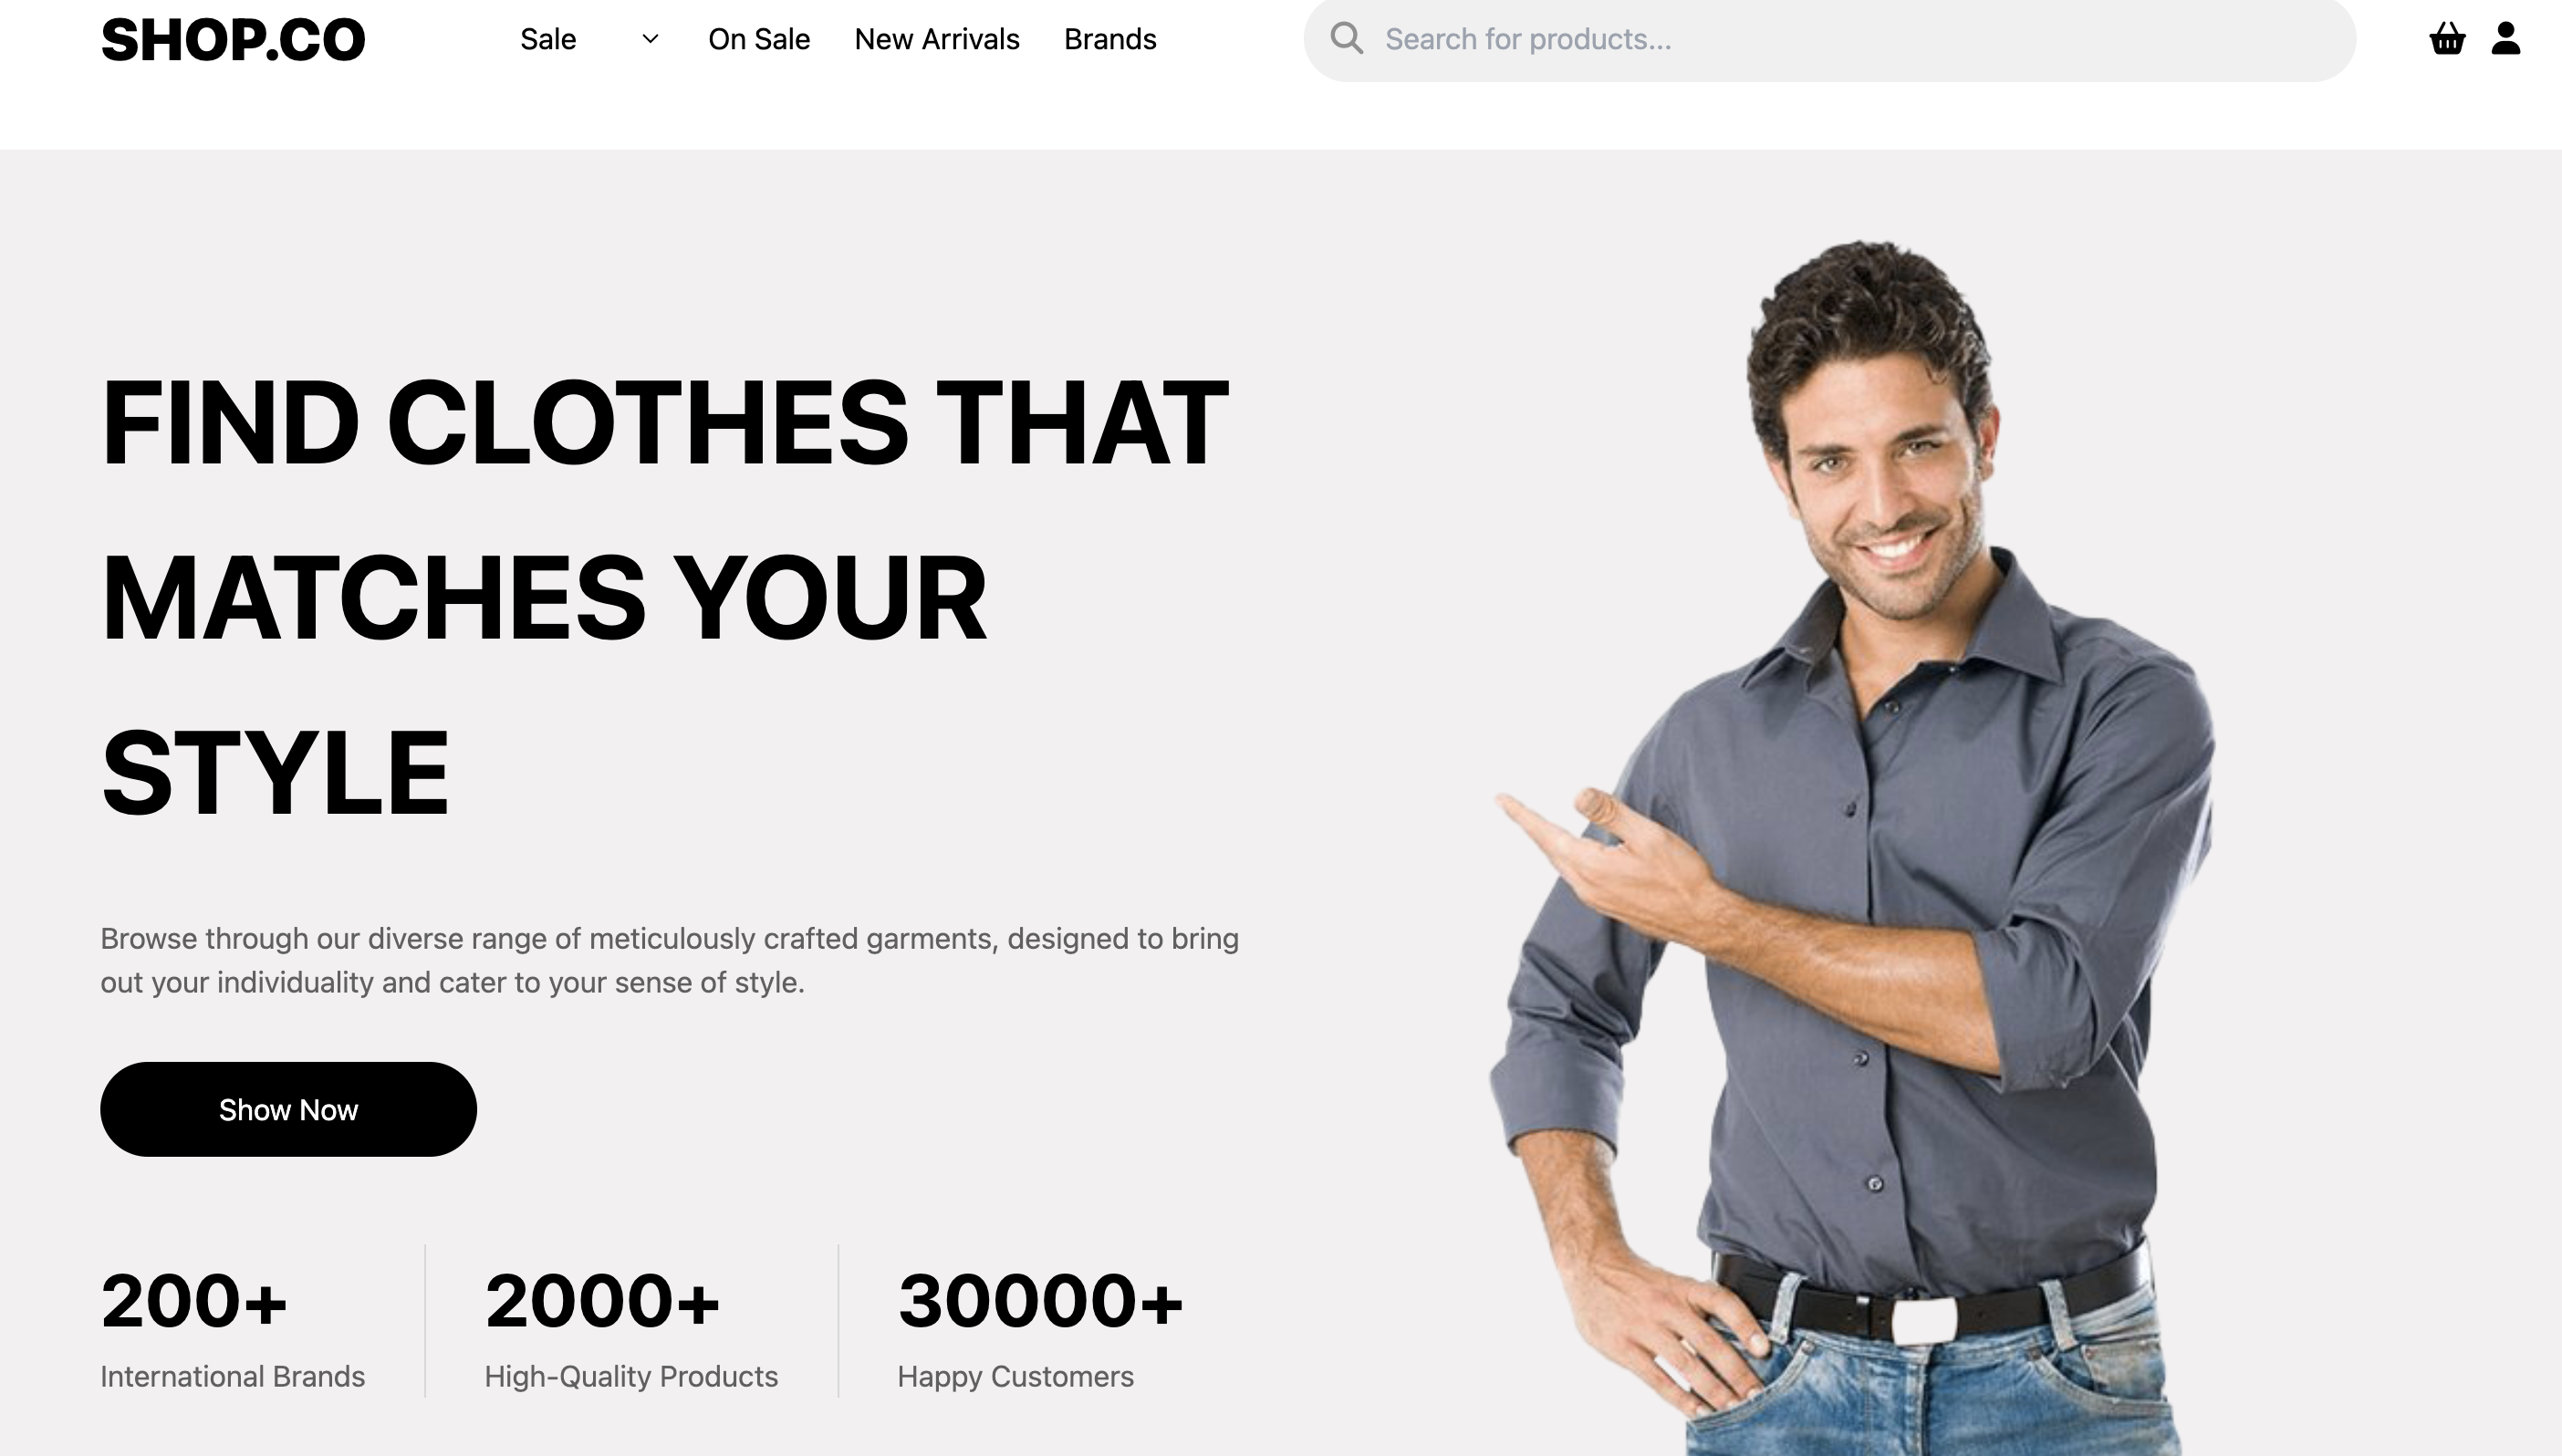 SHOP.CO
Sale
On Sale
New Arrivals
Brands
Search for products...
FIND CLOTHES THAT
MATCHES YOUR
STYLE
Browse through our diverse range of meticulously crafted garments, designed to bring
out your individuality and cater to your sense of style.
Show Now
200+
International Brands
2000+
High-Quality Products
30000+
Happy Customers